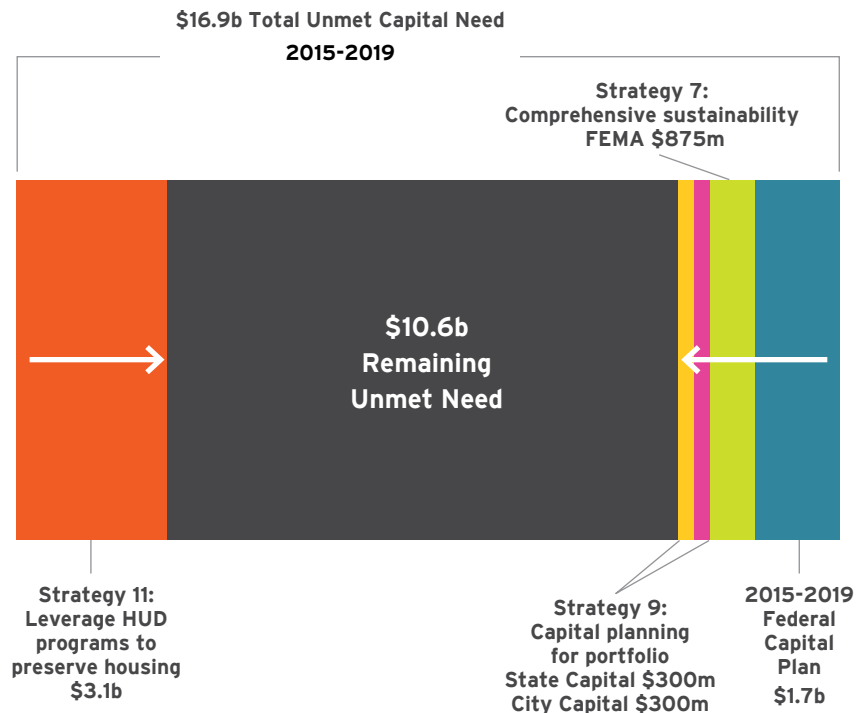 $16.9b Total Unmet Capital Need
2015-2019
Strategy 7:
Comprehensive sustainability
FEMA $875m
$10.6b
Remaining
Unmet Need
Strategy 11:
Leverage HUD
programs to
preserve housing
$3.1b
Strategy 9:
Capital planning
for portfolio
State Capital $300m
City Capital $300m
2015-2019
Federal
Capital
Plan
$1.7b